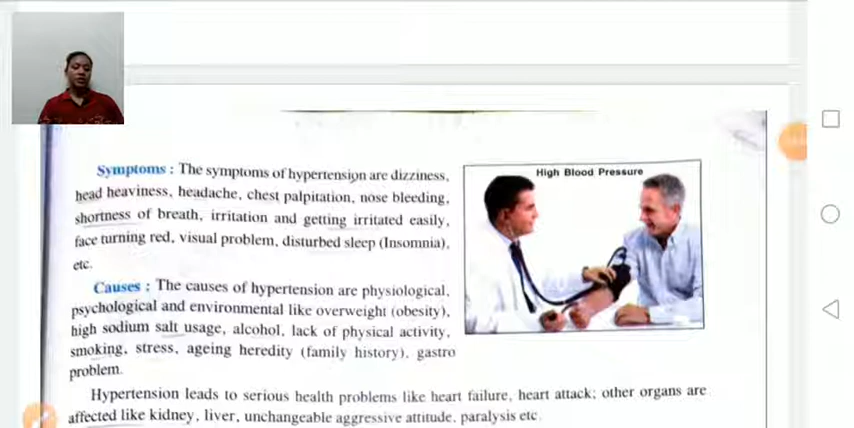 High Blood Pressure
Symptoms : The symptoms of hypertension are dizziness,
head heaviness, headache, chest palpitation, nose bleeding,
shortness of breath, irritation and getting irritated easily,
face turning red, visual problem, disturbed sleep (Insomnia),
etc.
Causes : The causes of hypertension are physiological,
psychological and environmental like overweight (obesity),
high sodium salt usage, alcohol, lack of physical activity,
smoking, stress, ageing heredity (family history), gastro
problem.
Hypertension leads to serious health problems like heart failure, heart attack; other organs are
affected like kidney, liver, unchangeable aggressive attitude, paralysis etc.